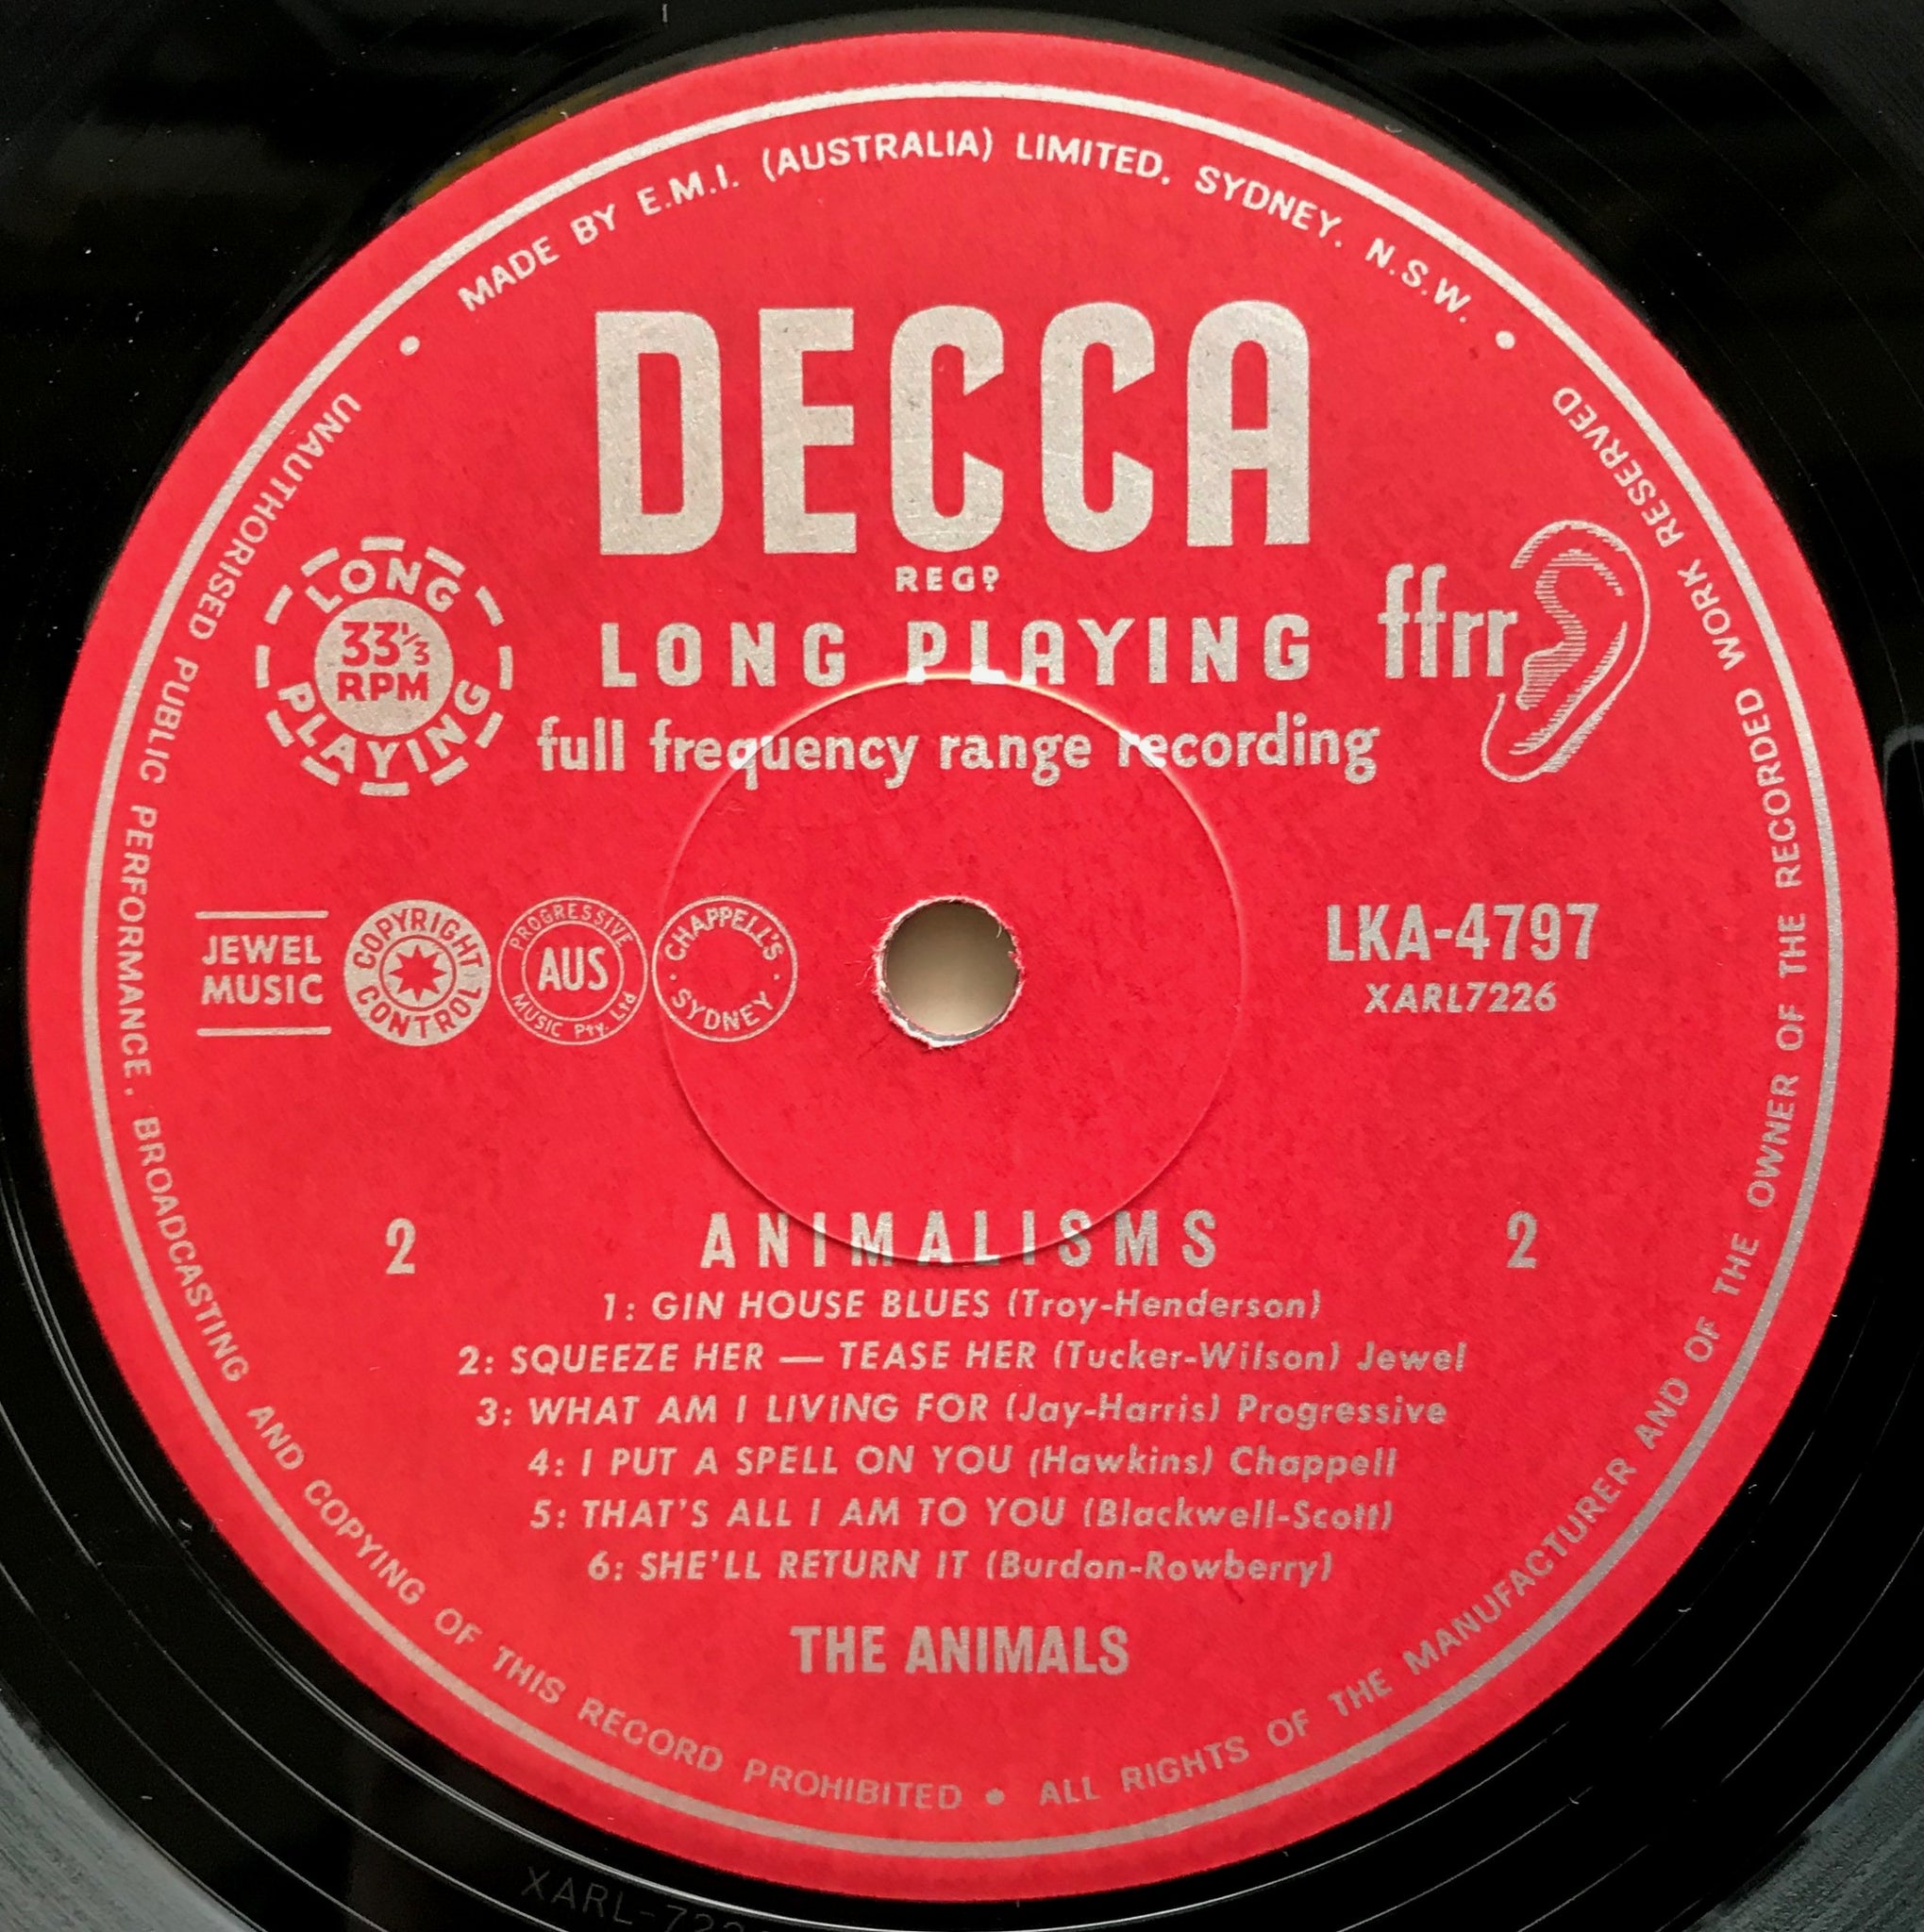 MADE BY E.M.I. (AUSTRALIA) LIMITED. SYDNEY. N.S.W.
DECCA
REGD
LONG PLAYING
full frequency range recording
LONG
33⅓
RPM
PLAYING
ffrr
JEWEL
MUSIC
COPYRIGHT
CONTROL
PROGRESSIVE
AUS
MUSIC Pty. Ltd
CHAPPELL'S
SYDNEY
LKA-4797
XARL7226
2 ANIMALISMS 2
1: GIN HOUSE BLUES (Troy-Henderson)
2: SQUEEZE HER — TEASE HER (Tucker-Wilson) Jewel
3: WHAT AM I LIVING FOR (Jay-Harris) Progressive
4: I PUT A SPELL ON YOU (Hawkins) Chappell
5: THAT'S ALL I AM TO YOU (Blackwell-Scott)
6: SHE'LL RETURN IT (Burdon-Rowberry)
THE ANIMALS
UNAUTHORISED PUBLIC PERFORMANCE. BROADCASTING AND COPYING OF THIS RECORD PROHIBITED • ALL RIGHTS OF THE MANUFACTURER AND OF THE OWNER OF THE RECORDED WORK RESERVED